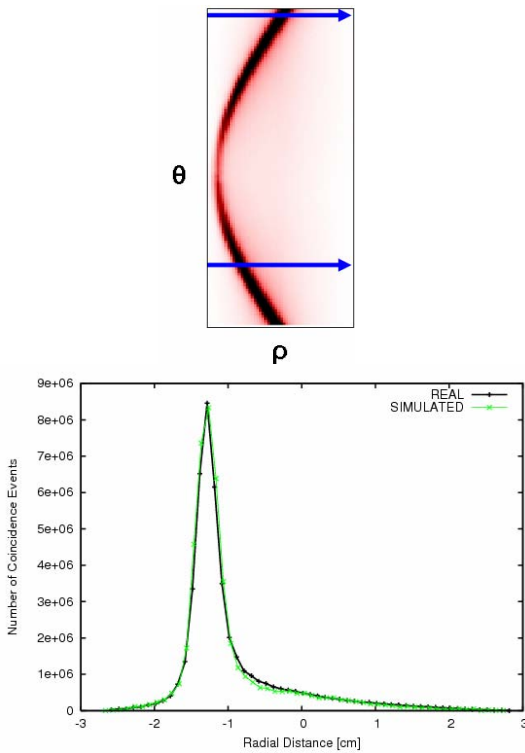 θ
ρ
9e+06
8e+06
7e+06
6e+06
5e+06
4e+06
3e+06
2e+06
1e+06
0
-3
-2
-1
0
1
2
3
REAL
SIMULATED
Number of Coincidence Events
Radial Distance [cm]